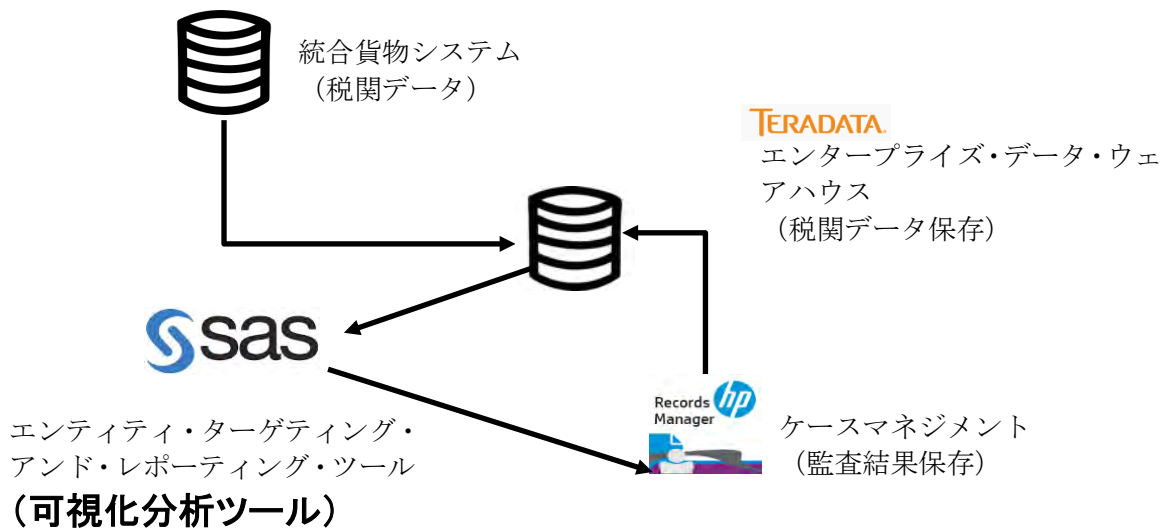 統合貨物システム
（税関データ）
TERADATA.
エンタープライズ・データ・ウェ
アハウス
（税関データ保存）
sas
エンティティ・ターゲティング・
アンド・レポーティング・ツール
（可視化分析ツール）
Records
Manager
hp
ケースマネジメント
（監査結果保存）